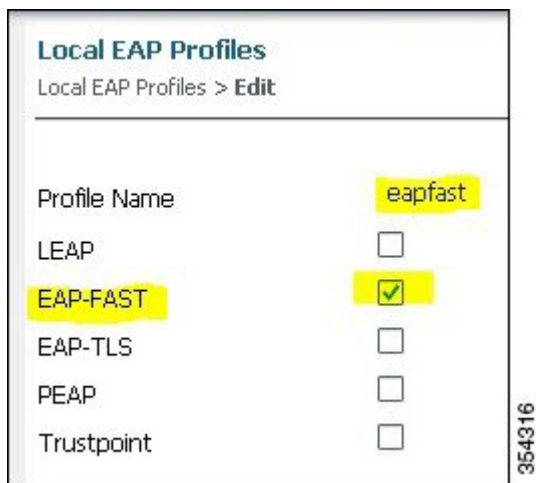 Local EAP Profiles
Local EAP Profiles > Edit
Profile Name eapfast
LEAP
EAP-FAST
EAP-TLS
PEAP
Trustpoint
354316